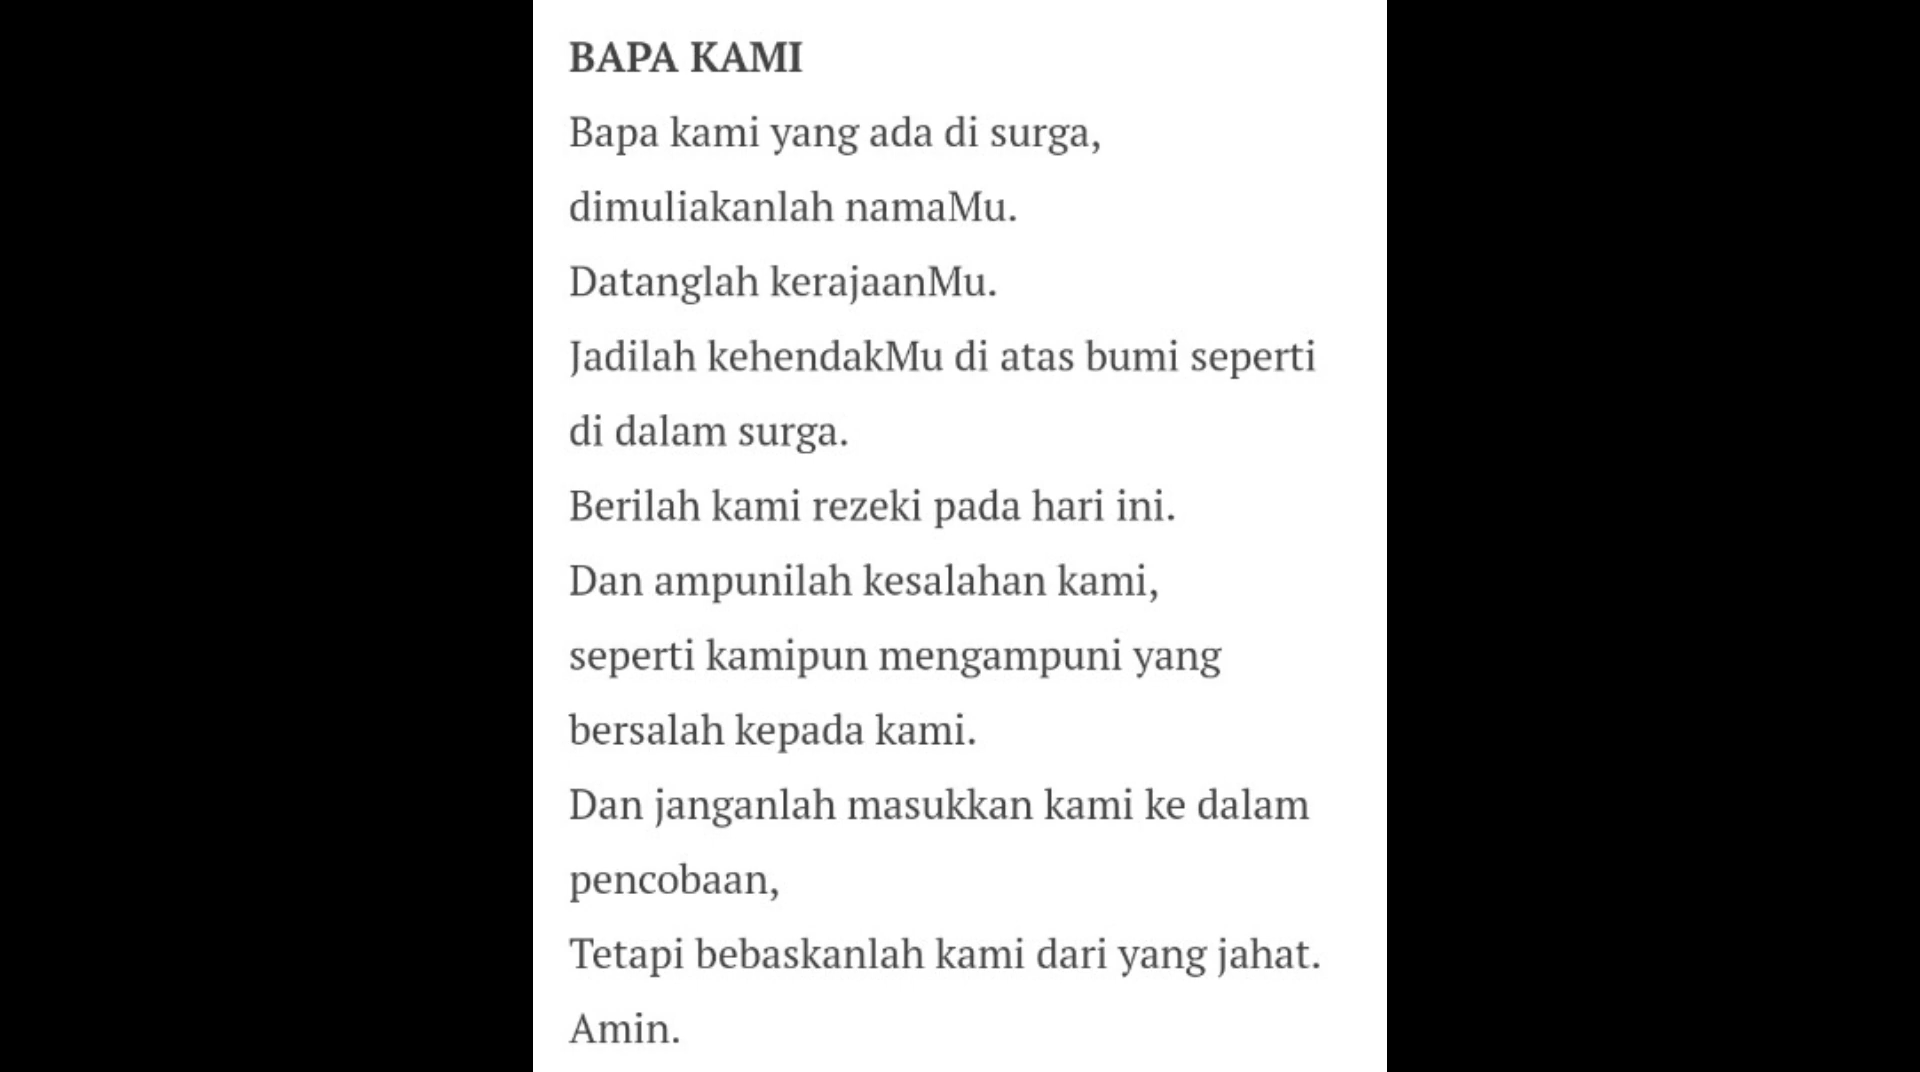 BAPA KAMI
Bapa kami yang ada di surga,
dimuliakanlah namaMu.
Datanglah kerajaanMu.
Jadilah kehendakMu di atas bumi seperti
di dalam surga.
Berilah kami rezeki pada hari ini.
Dan ampunilah kesalahan kami,
seperti kamipun mengampuni yang
bersalah kepada kami.
Dan janganlah masukkan kami ke dalam
pencobaan,
Tetapi bebaskanlah kami dari yang jahat.
Amin.